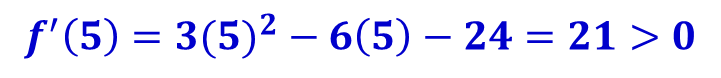 f′(5) = 3(5)² − 6(5) − 24 = 21 > 0